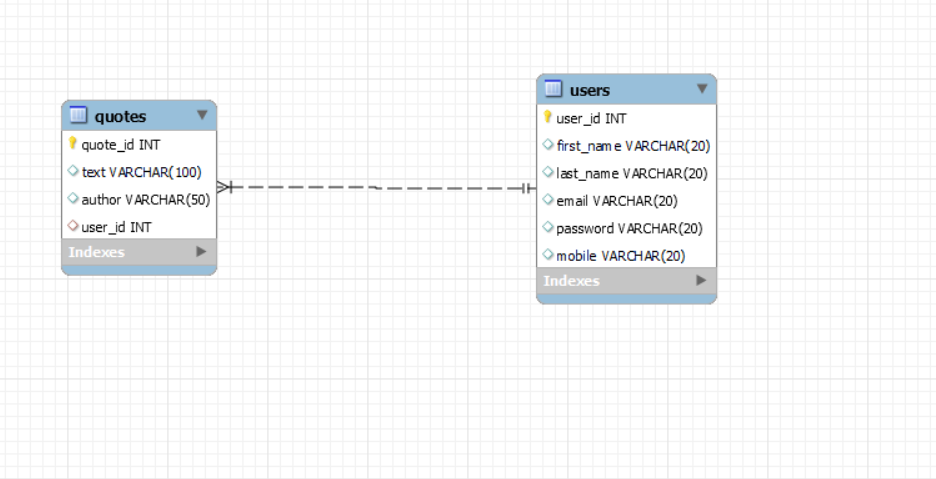 quotes
quote_id INT
text VARCHAR(100)
author VARCHAR(50)
user_id INT
Indexes
users
user_id INT
first_name VARCHAR(20)
last_name VARCHAR(20)
email VARCHAR(20)
password VARCHAR(20)
mobile VARCHAR(20)
Indexes